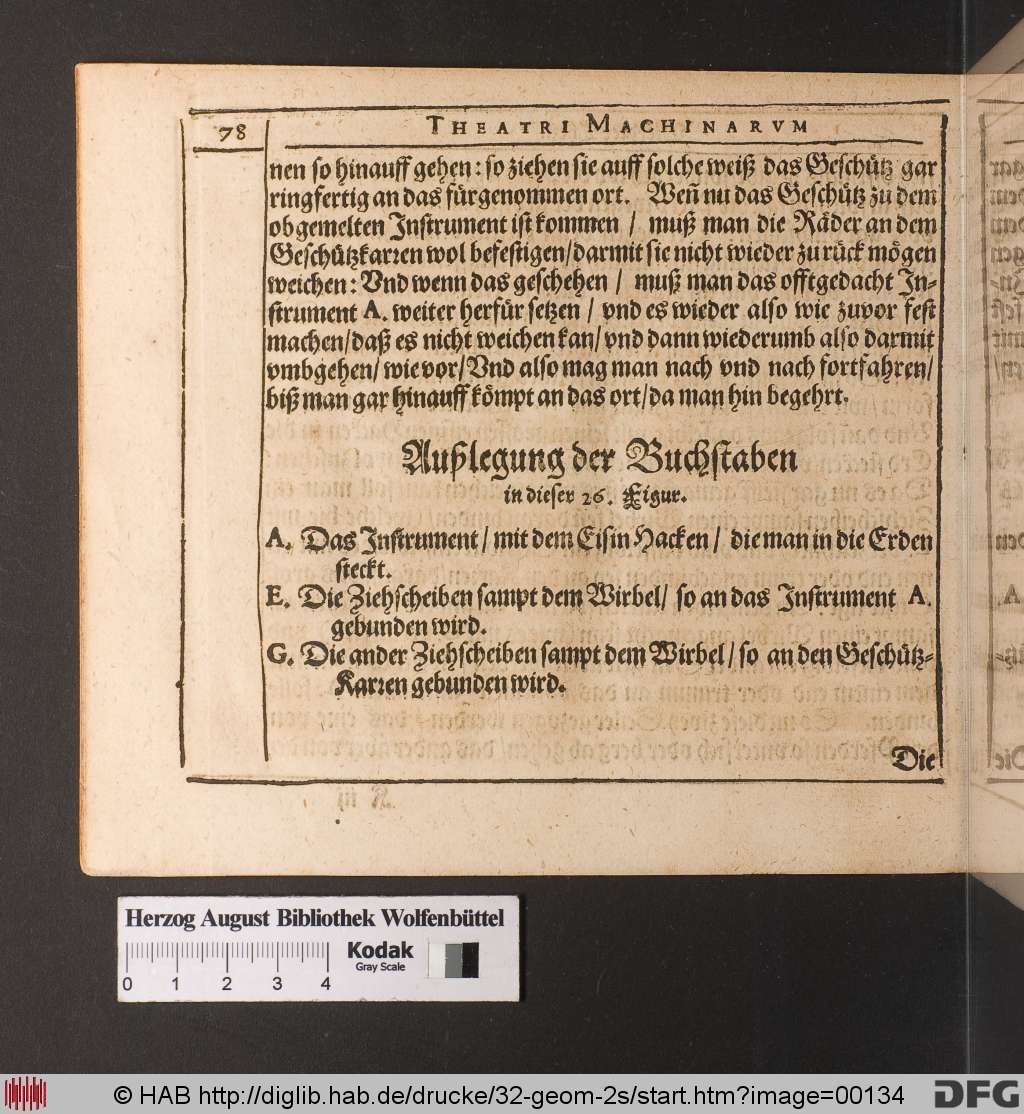 78
THEATRI MACHINARVM
nen so hinauff gehen: so ziehen sie auff solche weiß das Geschütz gar
ringfertig an das fürgenommen ort. Weñ nu das Geschütz zu dem
obgemelten Instrument ist kommen / muß man die Räder an dem
Geschützkarren wol befestigen/darmit sie nicht wieder zu rück mögen
weichen: Vnd wenn das geschehen / muß man das offtgedacht In-
strument A. weiter herfür setzen / vnd es wieder also wie zuvor fest
machen/daß es nicht weichen kan/ vnd dann wiederumb also darmit
vmbgehen/ wie vor/ Vnd also mag man nach vnd nach fortfahren/
biß man gar hinauff kömpt an das ort/da man hin begehrt.
Außlegung der Buchstaben
in dieser 26. Figur.
A. Das Instrument / mit dem Eisin Hacken / die man in die Erden
steckt.
E. Die Ziehscheiben sampt dem Wirbel/ so an das Instrument A.
gebunden wird.
G. Die ander Ziehscheiben sampt dem Wirbel / so an den Geschütz-
Karren gebunden wird.
Die
Herzog August Bibliothek Wolfenbüttel
Kodak
Gray Scale
0 1 2 3 4
© HAB http://diglib.hab.de/drucke/32-geom-2s/start.htm?image=00134
DFG